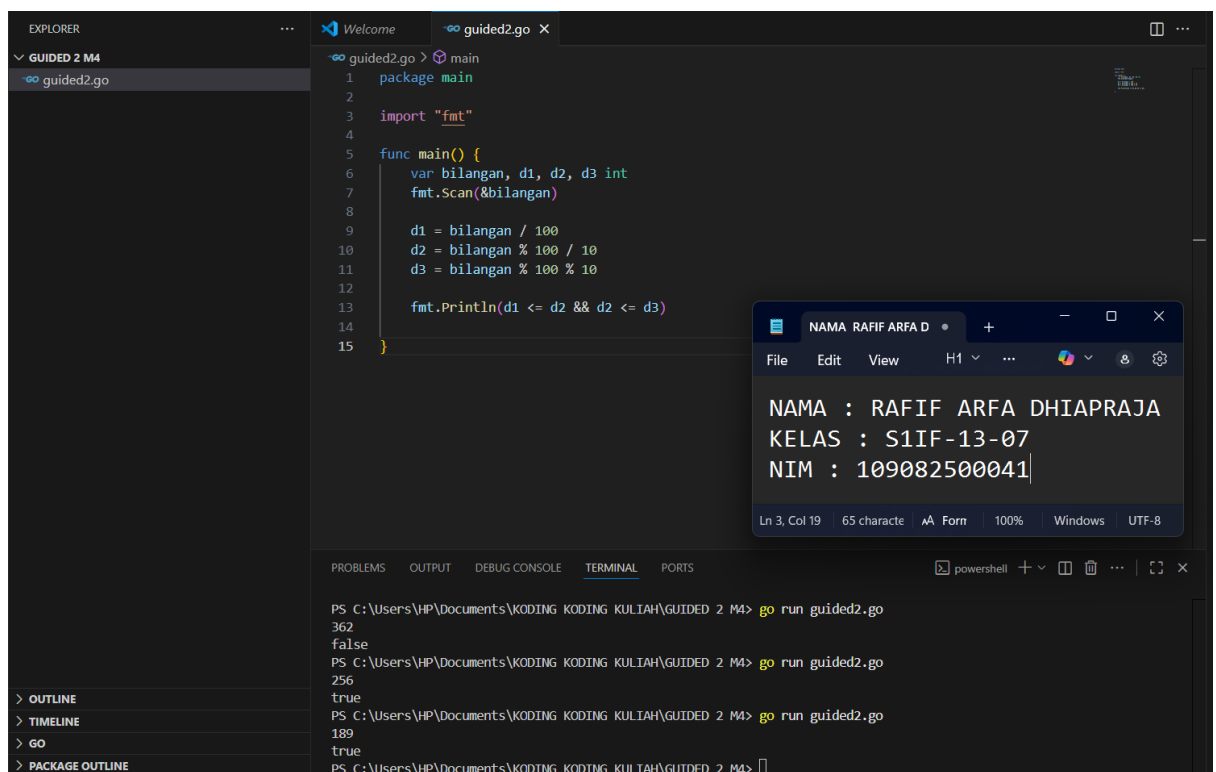 EXPLORER ...
GUIDED 2 M4
GO guided2.go
OUTLINE
TIMELINE
GO
PACKAGE OUTLINE
Welcome GO guided2.go
GO guided2.go > main
1 package main
2
3 import "fmt"
4
5 func main() {
6 var bilangan, d1, d2, d3 int
7 fmt.Scan(&bilangan)
8
9 d1 = bilangan / 100
10 d2 = bilangan % 100 / 10
11 d3 = bilangan % 100 % 10
12
13 fmt.Println(d1 <= d2 && d2 <= d3)
14
15 }
NAMA RAFIF ARFA D
File Edit View H1 ...
NAMA : RAFIF ARFA DHIAPRAJA
KELAS : S1IF-13-07
NIM : 109082500041
Ln 3, Col 19 65 characte AA Forn 100% Windows UTF-8
PROBLEMS OUTPUT DEBUG CONSOLE TERMINAL PORTS powershell
PS C:\Users\HP\Documents\KODING KODING KULIAH\GUIDED 2 M4> go run guided2.go
362
false
PS C:\Users\HP\Documents\KODING KODING KULIAH\GUIDED 2 M4> go run guided2.go
256
true
PS C:\Users\HP\Documents\KODING KODING KULIAH\GUIDED 2 M4> go run guided2.go
189
true
PS C:\Users\HP\Documents\KODING KODING KULIAH\GUIDED 2 M4>